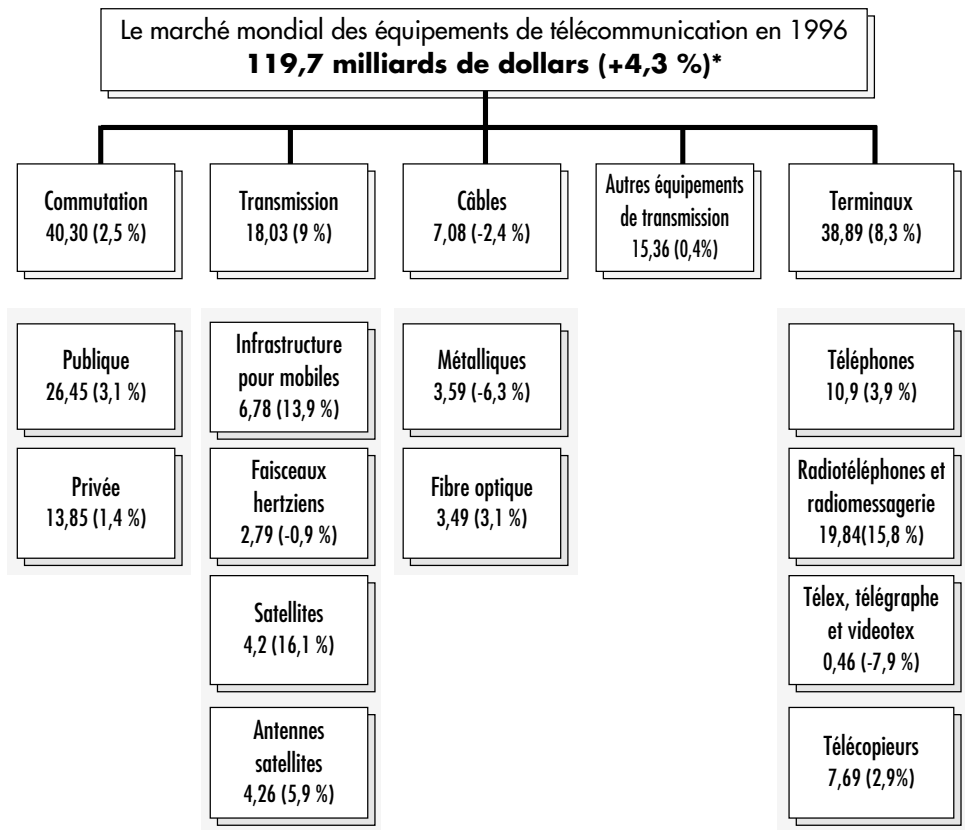 Le marché mondial des équipements de télécommunication en 1996
119,7 milliards de dollars (+4,3 %)*
Commutation
40,30 (2,5 %)
Transmission
18,03 (9 %)
Câbles
7,08 (-2,4 %)
Autres équipements
de transmission
15,36 (0,4%)
Terminaux
38,89 (8,3 %)
Publique
26,45 (3,1 %)
Privée
13,85 (1,4 %)
Infrastructure
pour mobiles
6,78 (13,9 %)
Faisceaux
hertziens
2,79 (-0,9 %)
Satellites
4,2 (16,1 %)
Antennes
satellites
4,26 (5,9 %)
Métalliques
3,59 (-6,3 %)
Fibre optique
3,49 (3,1 %)
Téléphones
10,9 (3,9 %)
Radiotéléphones et
radiomessagerie
19,84(15,8 %)
Télex, télégraphe
et videotex
0,46 (-7,9 %)
Télécopieurs
7,69 (2,9%)